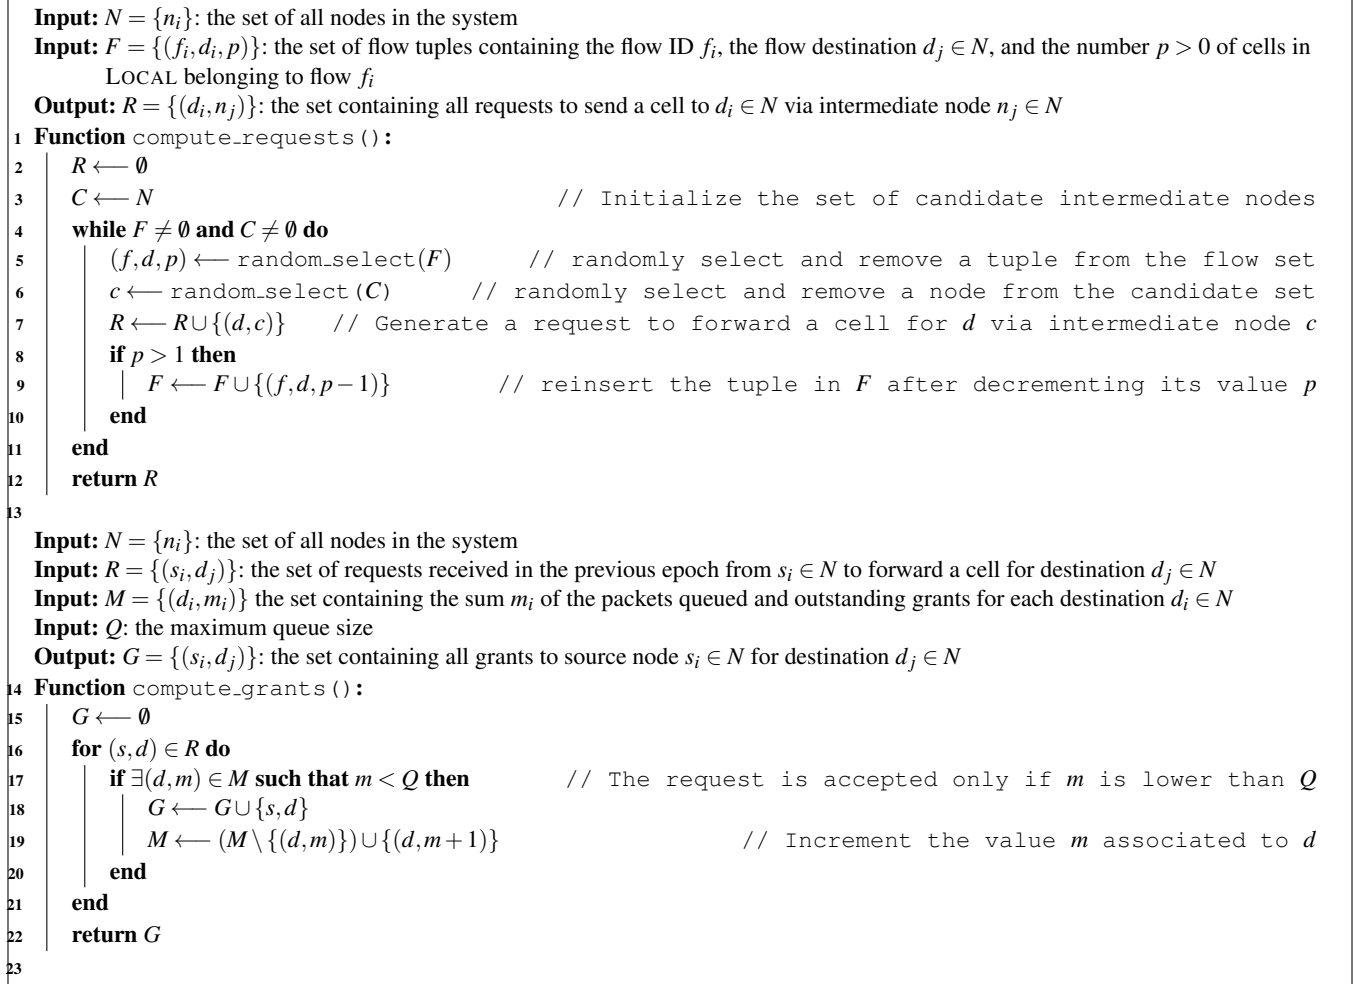 Input: N = {n_i}: the set of all nodes in the system
Input: F = {(f_i, d_i, p)}: the set of flow tuples containing the flow ID f_i, the flow destination d_j ∈ N, and the number p > 0 of cells in
LOCAL belonging to flow f_i
Output: R = {(d_i, n_j)}: the set containing all requests to send a cell to d_i ∈ N via intermediate node n_j ∈ N
1 Function compute_requests():
2 R ⟵ ∅
3 C ⟵ N // Initialize the set of candidate intermediate nodes
4 while F ≠ ∅ and C ≠ ∅ do
5 (f, d, p) ⟵ random_select(F) // randomly select and remove a tuple from the flow set
6 c ⟵ random_select(C) // randomly select and remove a node from the candidate set
7 R ⟵ R ∪ {(d, c)} // Generate a request to forward a cell for d via intermediate node c
8 if p > 1 then
9 F ⟵ F ∪ {(f, d, p − 1)} // reinsert the tuple in F after decrementing its value p
10 end
11 end
12 return R
13
Input: N = {n_i}: the set of all nodes in the system
Input: R = {(s_i, d_j)}: the set of requests received in the previous epoch from s_i ∈ N to forward a cell for destination d_j ∈ N
Input: M = {(d_i, m_i)} the set containing the sum m_i of the packets queued and outstanding grants for each destination d_i ∈ N
Input: Q: the maximum queue size
Output: G = {(s_i, d_j)}: the set containing all grants to source node s_i ∈ N for destination d_j ∈ N
14 Function compute_grants():
15 G ⟵ ∅
16 for (s, d) ∈ R do
17 if ∃(d, m) ∈ M such that m < Q then // The request is accepted only if m is lower than Q
18 G ⟵ G ∪ {s, d}
19 M ⟵ (M \ {(d, m)}) ∪ {(d, m + 1)} // Increment the value m associated to d
20 end
21 end
22 return G
23